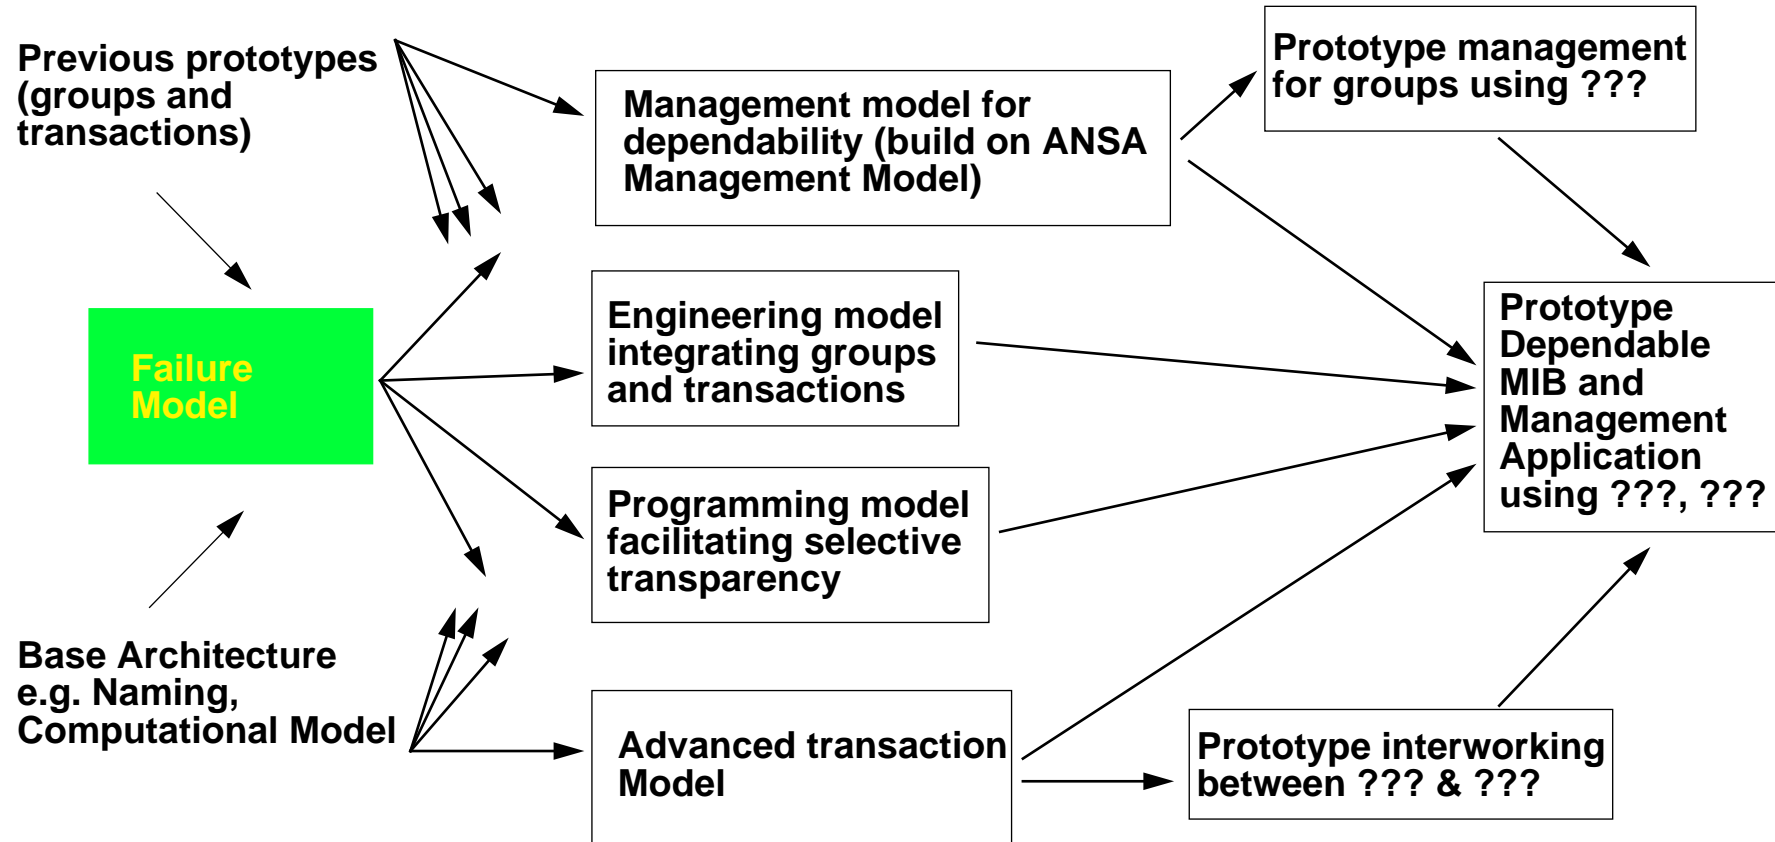 Previous prototypes
(groups and
transactions)
Failure
Model
Base Architecture
e.g. Naming,
Computational Model
Management model for
dependability (build on ANSA
Management Model)
Engineering model
integrating groups
and transactions
Programming model
facilitating selective
transparency
Advanced transaction
Model
Prototype management
for groups using ???
Prototype interworking
between ??? & ???
Prototype
Dependable
MIB and
Management
Application
using ???, ???